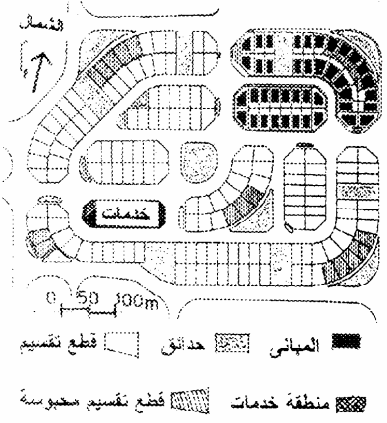 الشمال
خدمات
0 50 100m
المباني حدائق قطع تقسيم
منطقة خدمات قطع تقسيم محبوسة